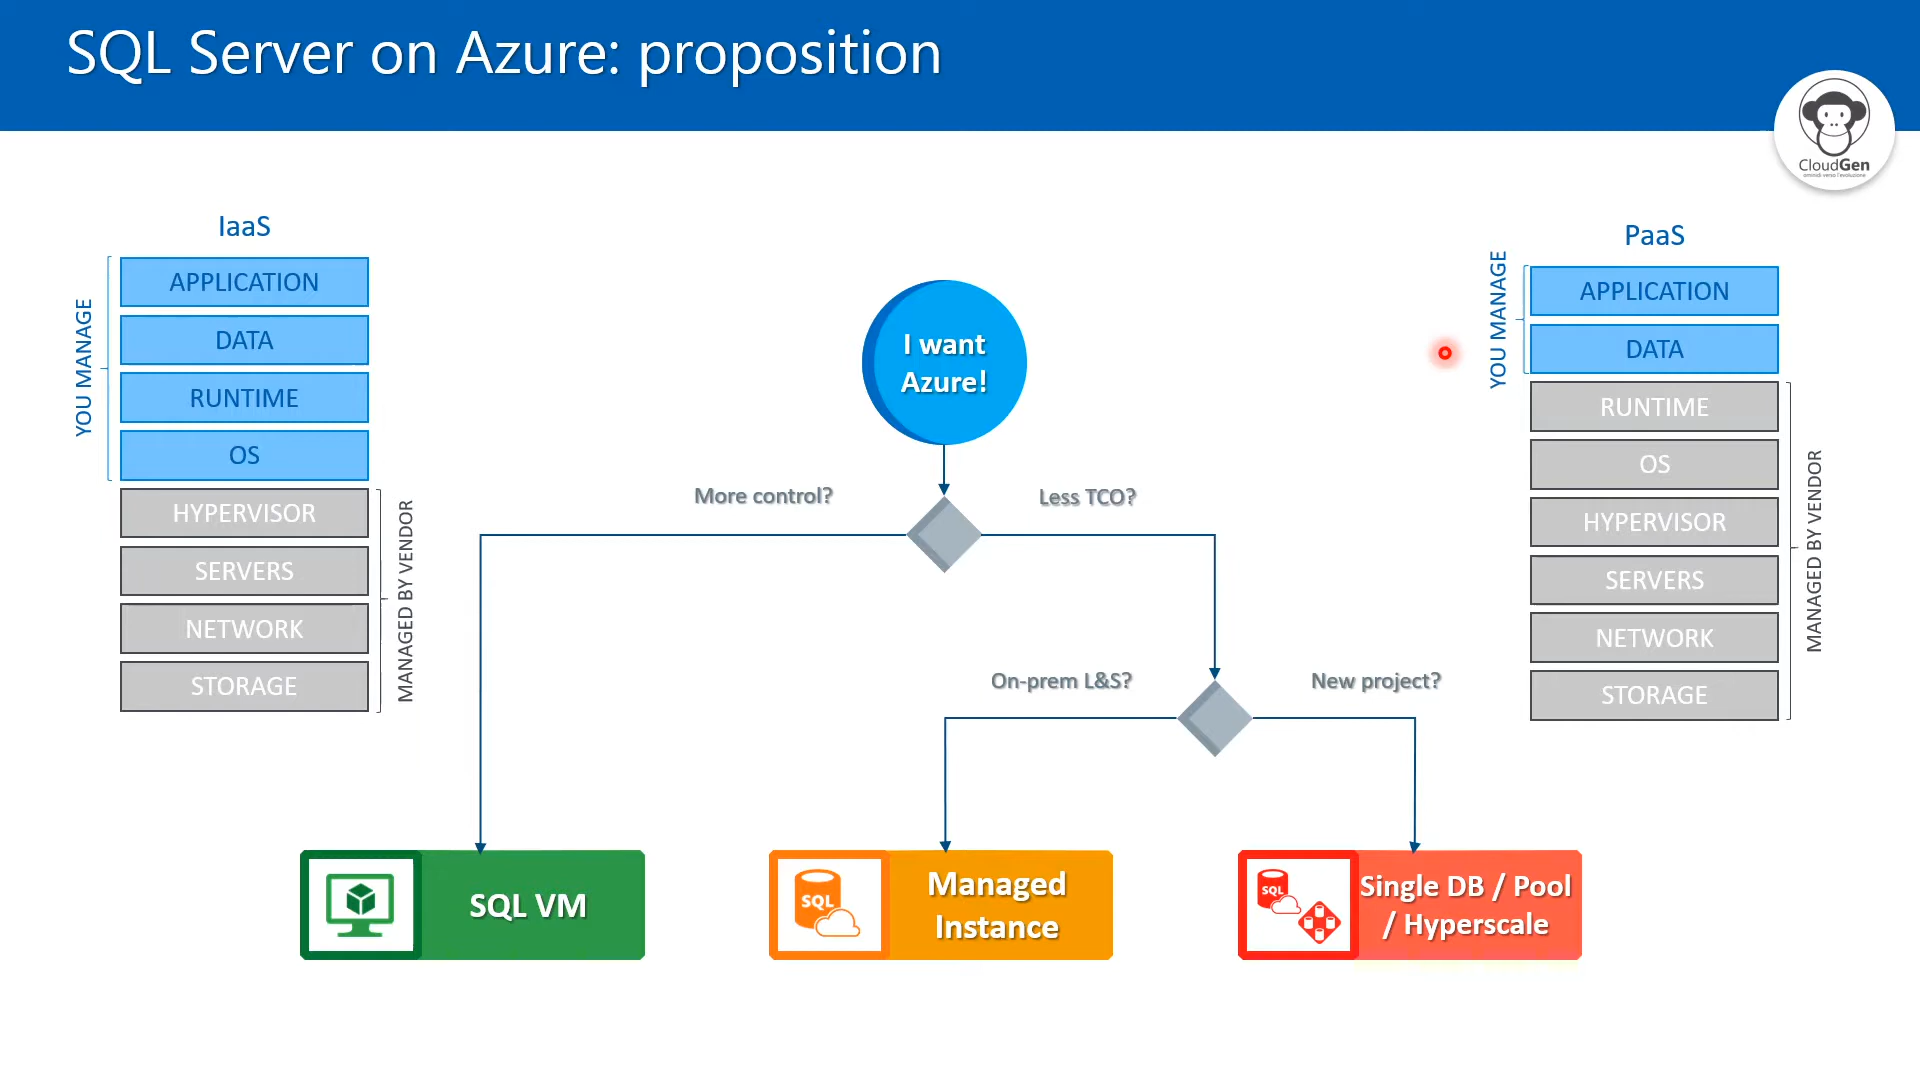 SQL Server on Azure: proposition
CloudGen
IaaS
YOU MANAGE
APPLICATION
DATA
RUNTIME
OS
HYPERVISOR
SERVERS
NETWORK
STORAGE
MANAGED BY VENDOR
I want
Azure!
More control?
Less TCO?
On-prem L&S?
New project?
SQL VM
SQL
Managed
Instance
SQL
Single DB / Pool
/ Hyperscale
PaaS
YOU MANAGE
APPLICATION
DATA
RUNTIME
OS
HYPERVISOR
SERVERS
NETWORK
STORAGE
MANAGED BY VENDOR